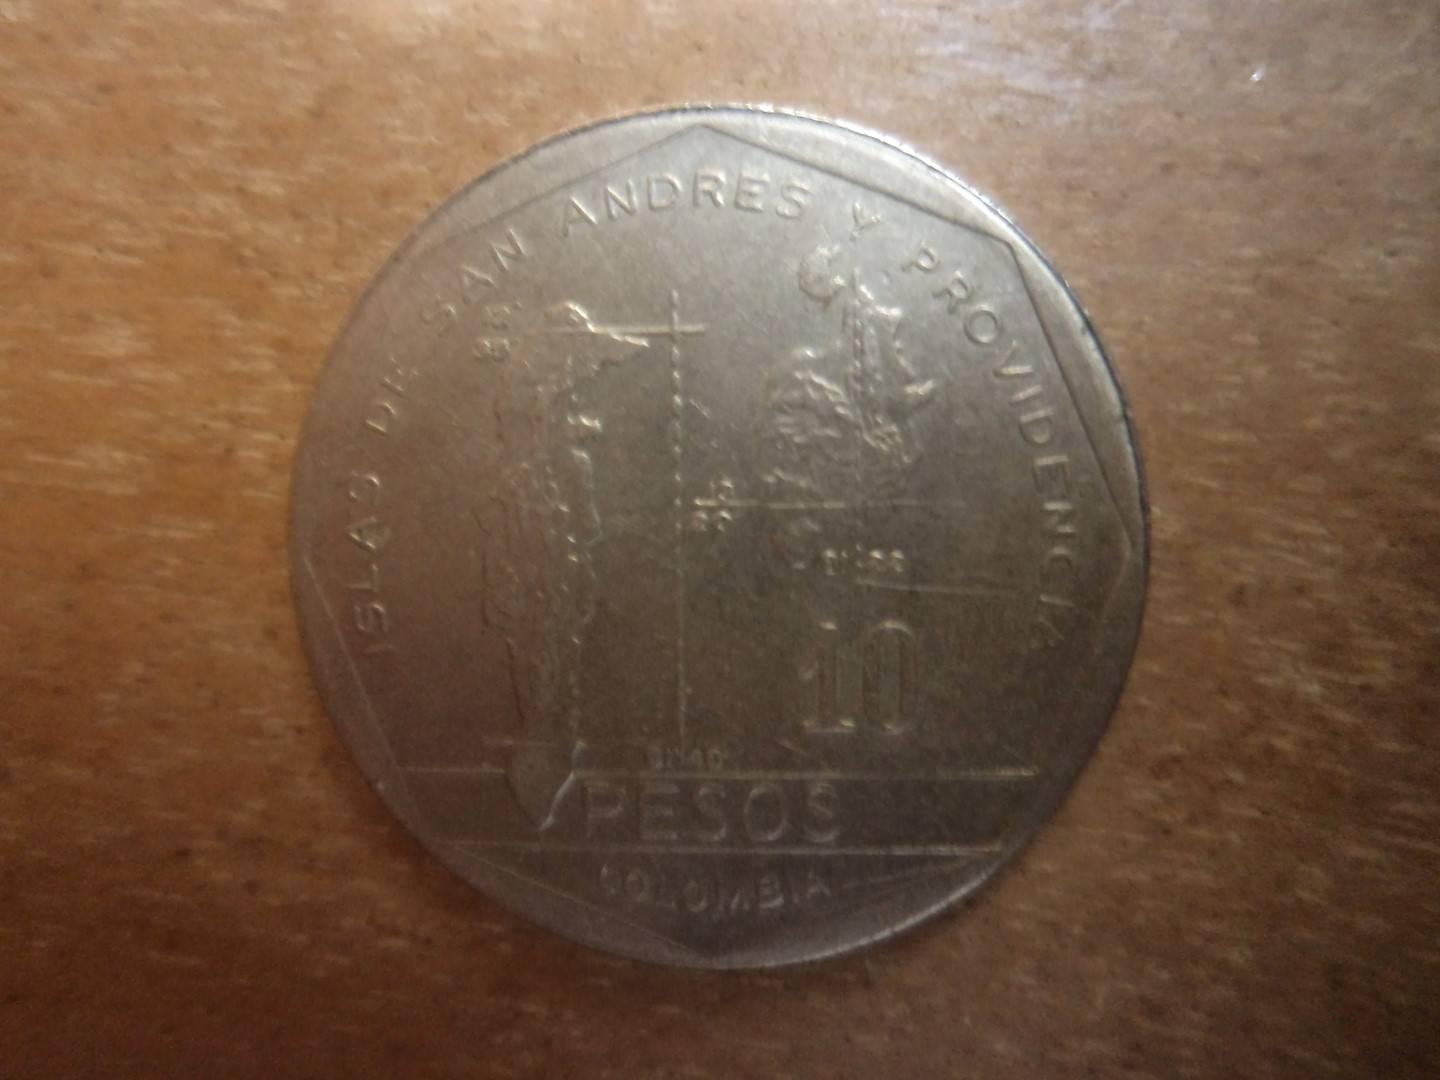 ISLAS DE SAN ANDRES Y PROVIDENCIA
10
PESOS
COLOMBIA